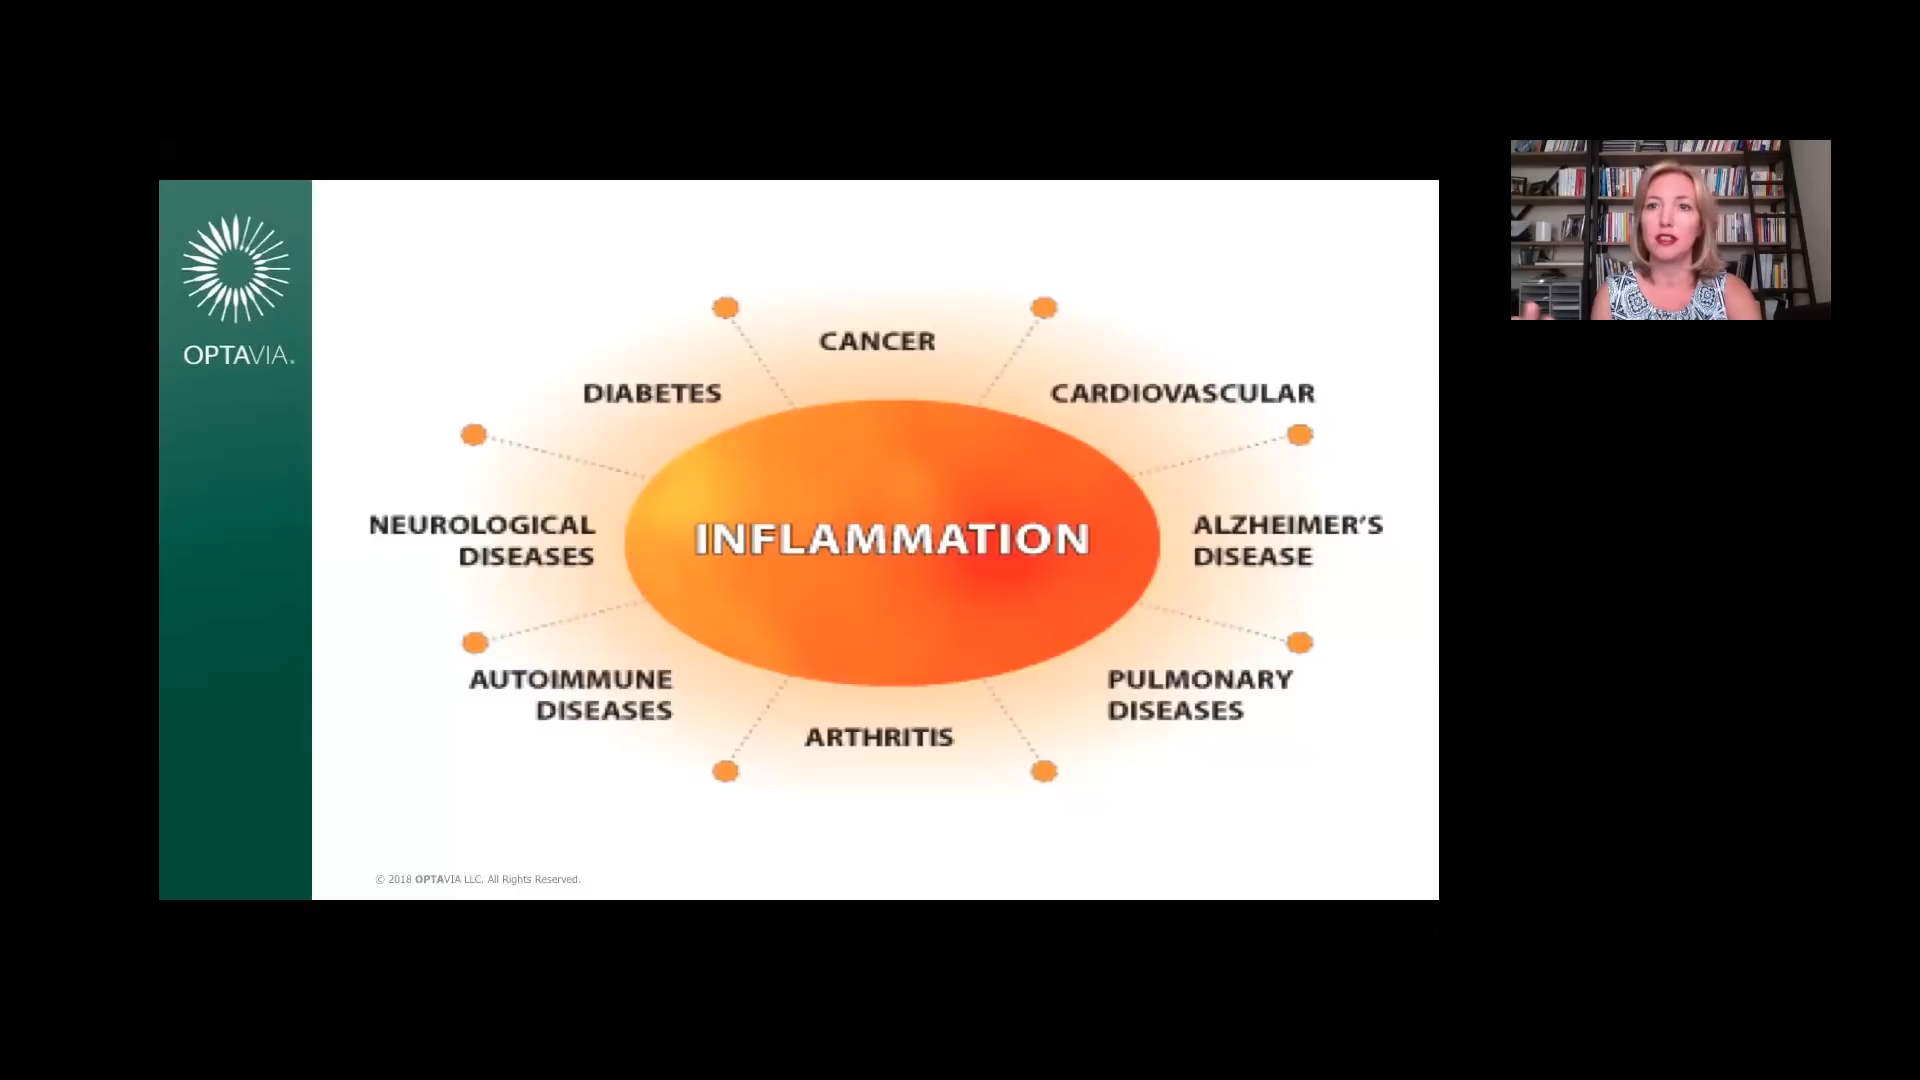 OPTAVIA.
CANCER
DIABETES
CARDIOVASCULAR
INFLAMMATION
NEUROLOGICAL
DISEASES
ALZHEIMER'S
DISEASE
AUTOIMMUNE
DISEASES
PULMONARY
DISEASES
ARTHRITIS
© 2018 OPTAVIA LLC. All Rights Reserved.